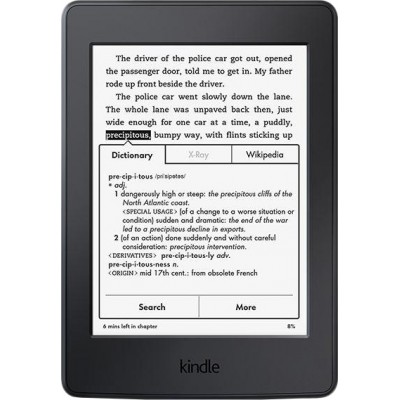 The driver of the police car got out, opened
the passenger door, told me to get in. My father
rode up front beside the driver.
The police car went slowly down the lane.
The whole lane was unpaved back then, just
wide enough for one car at a time, a puddly,
precipitous, bumpy way, with flints sticking up
Dictionary X-Ray Wikipedia
pre·cip·i·tous /priˈsipətəs/
• adj.
1 dangerously high or steep: the precipitous cliffs of the
North Atlantic coast.
<SPECIAL USAGE> (of a change to a worse situation or
condition) sudden and dramatic: the end of the war
led to a precipitous decline in exports.
2 (of an action) done suddenly and without careful
consideration: precipitous intervention.
<DERIVATIVES> pre·cip·i·tous·ly adv.
pre·cip·i·tous·ness n.
<ORIGIN> mid 17th cent.: from obsolete French
Search More
6 mins left in chapter 8%
kindle